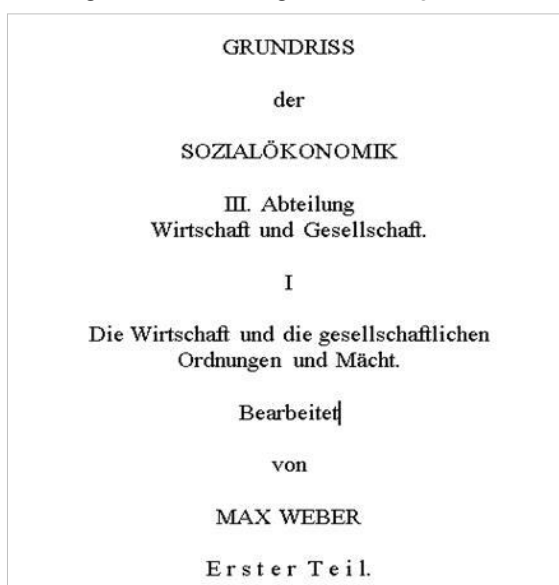 GRUNDRISS
der
SOZIALÖKONOMIK
III. Abteilung
Wirtschaft und Gesellschaft.
I
Die Wirtschaft und die gesellschaftlichen
Ordnungen und Mächt.
Bearbeitet
von
MAX WEBER
Erster Teil.